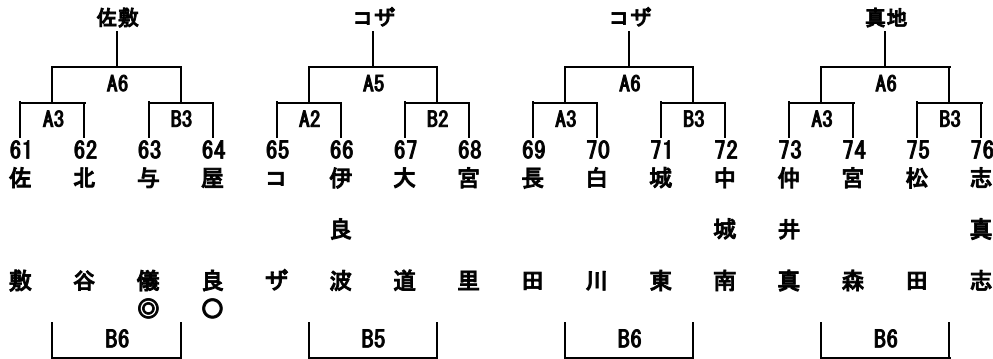 佐敷 コザ コザ 真地
A6 A5 A6 A6
A3 B3 A2 B2 A3 B3 A3 B3
61 62 63 64 65 66 67 68 69 70 71 72 73 74 75 76
佐敷 北谷 与儀 屋良 コザ 伊良波 大道 宮里 長田 白川 城東 中城南 仲井真 宮森 松田 志真志
◎ ○
B6 B5 B6 B6